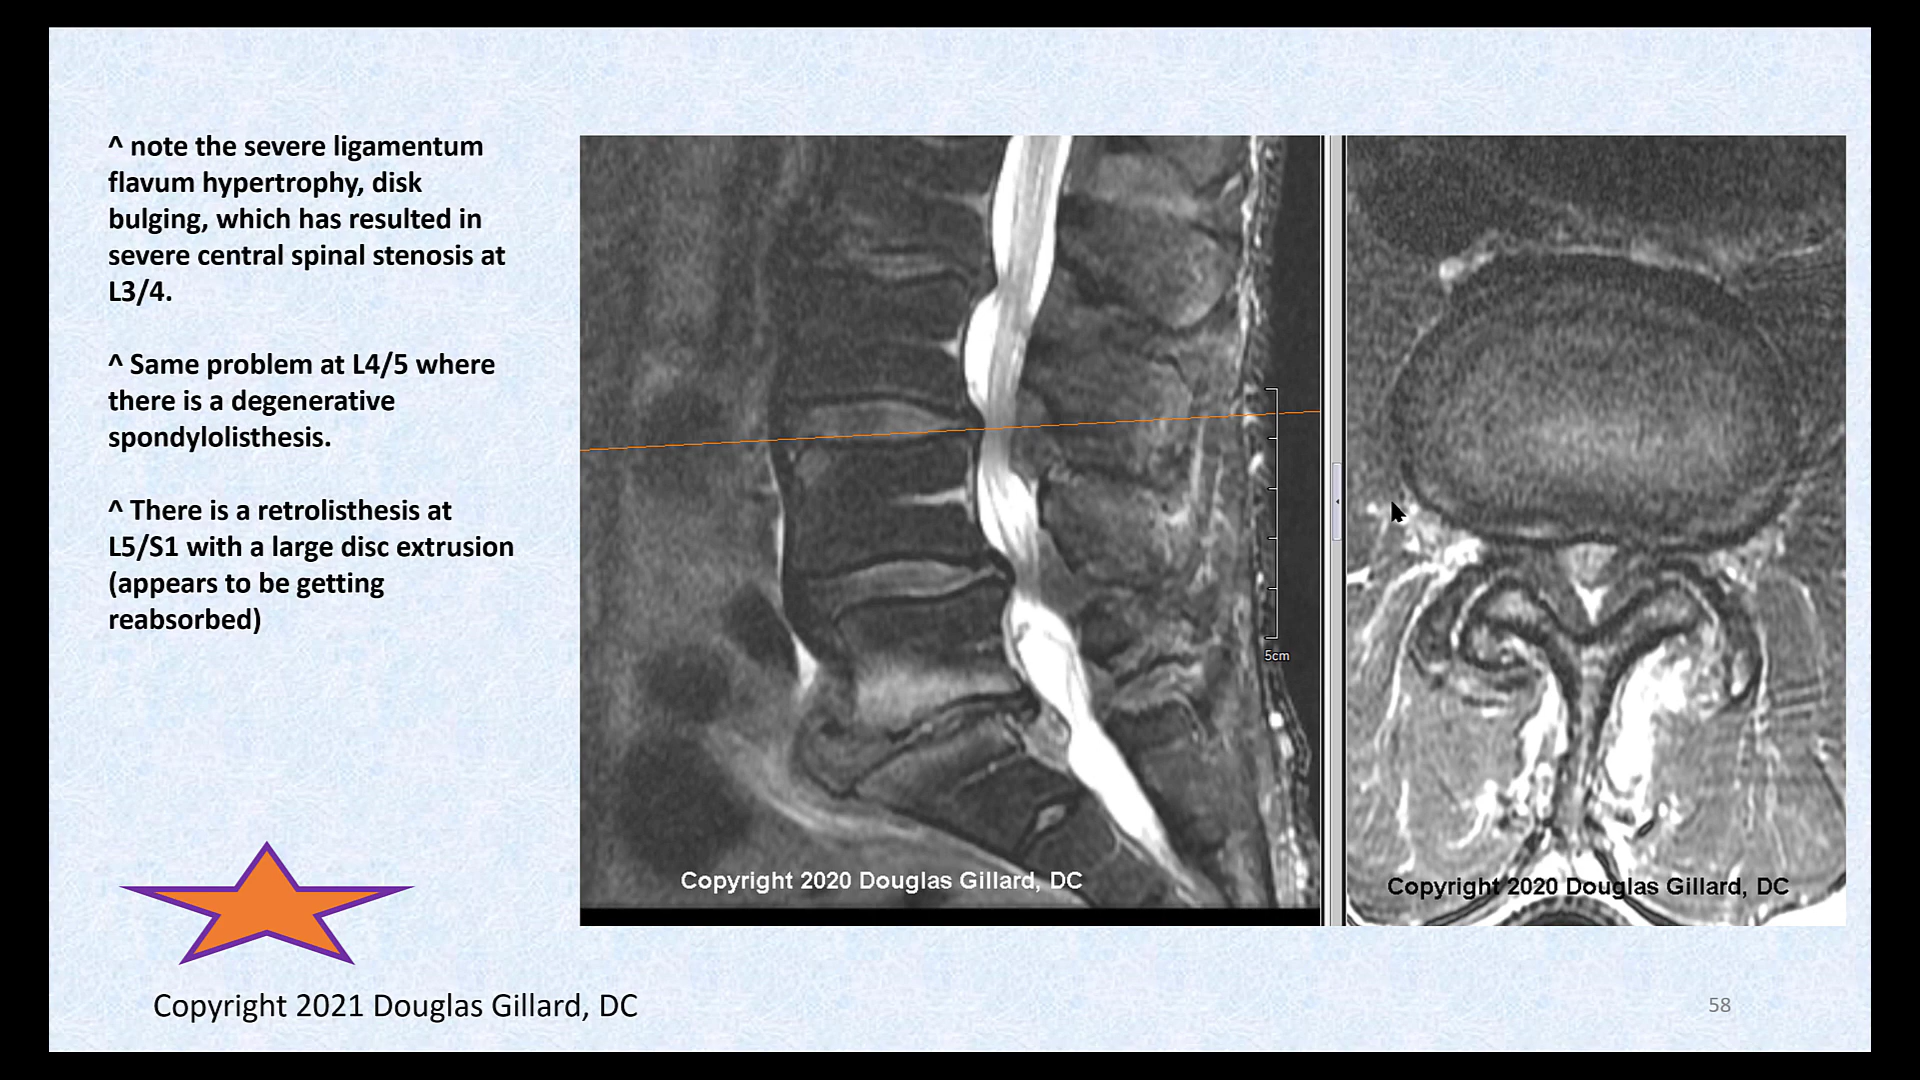 ^ note the severe ligamentum
flavum hypertrophy, disk
bulging, which has resulted in
severe central spinal stenosis at
L3/4.
^ Same problem at L4/5 where
there is a degenerative
spondylolisthesis.
^ There is a retrolisthesis at
L5/S1 with a large disc extrusion
(appears to be getting
reabsorbed)
5cm
Copyright 2020 Douglas Gillard, DC
Copyright 2020 Douglas Gillard, DC
Copyright 2021 Douglas Gillard, DC
58